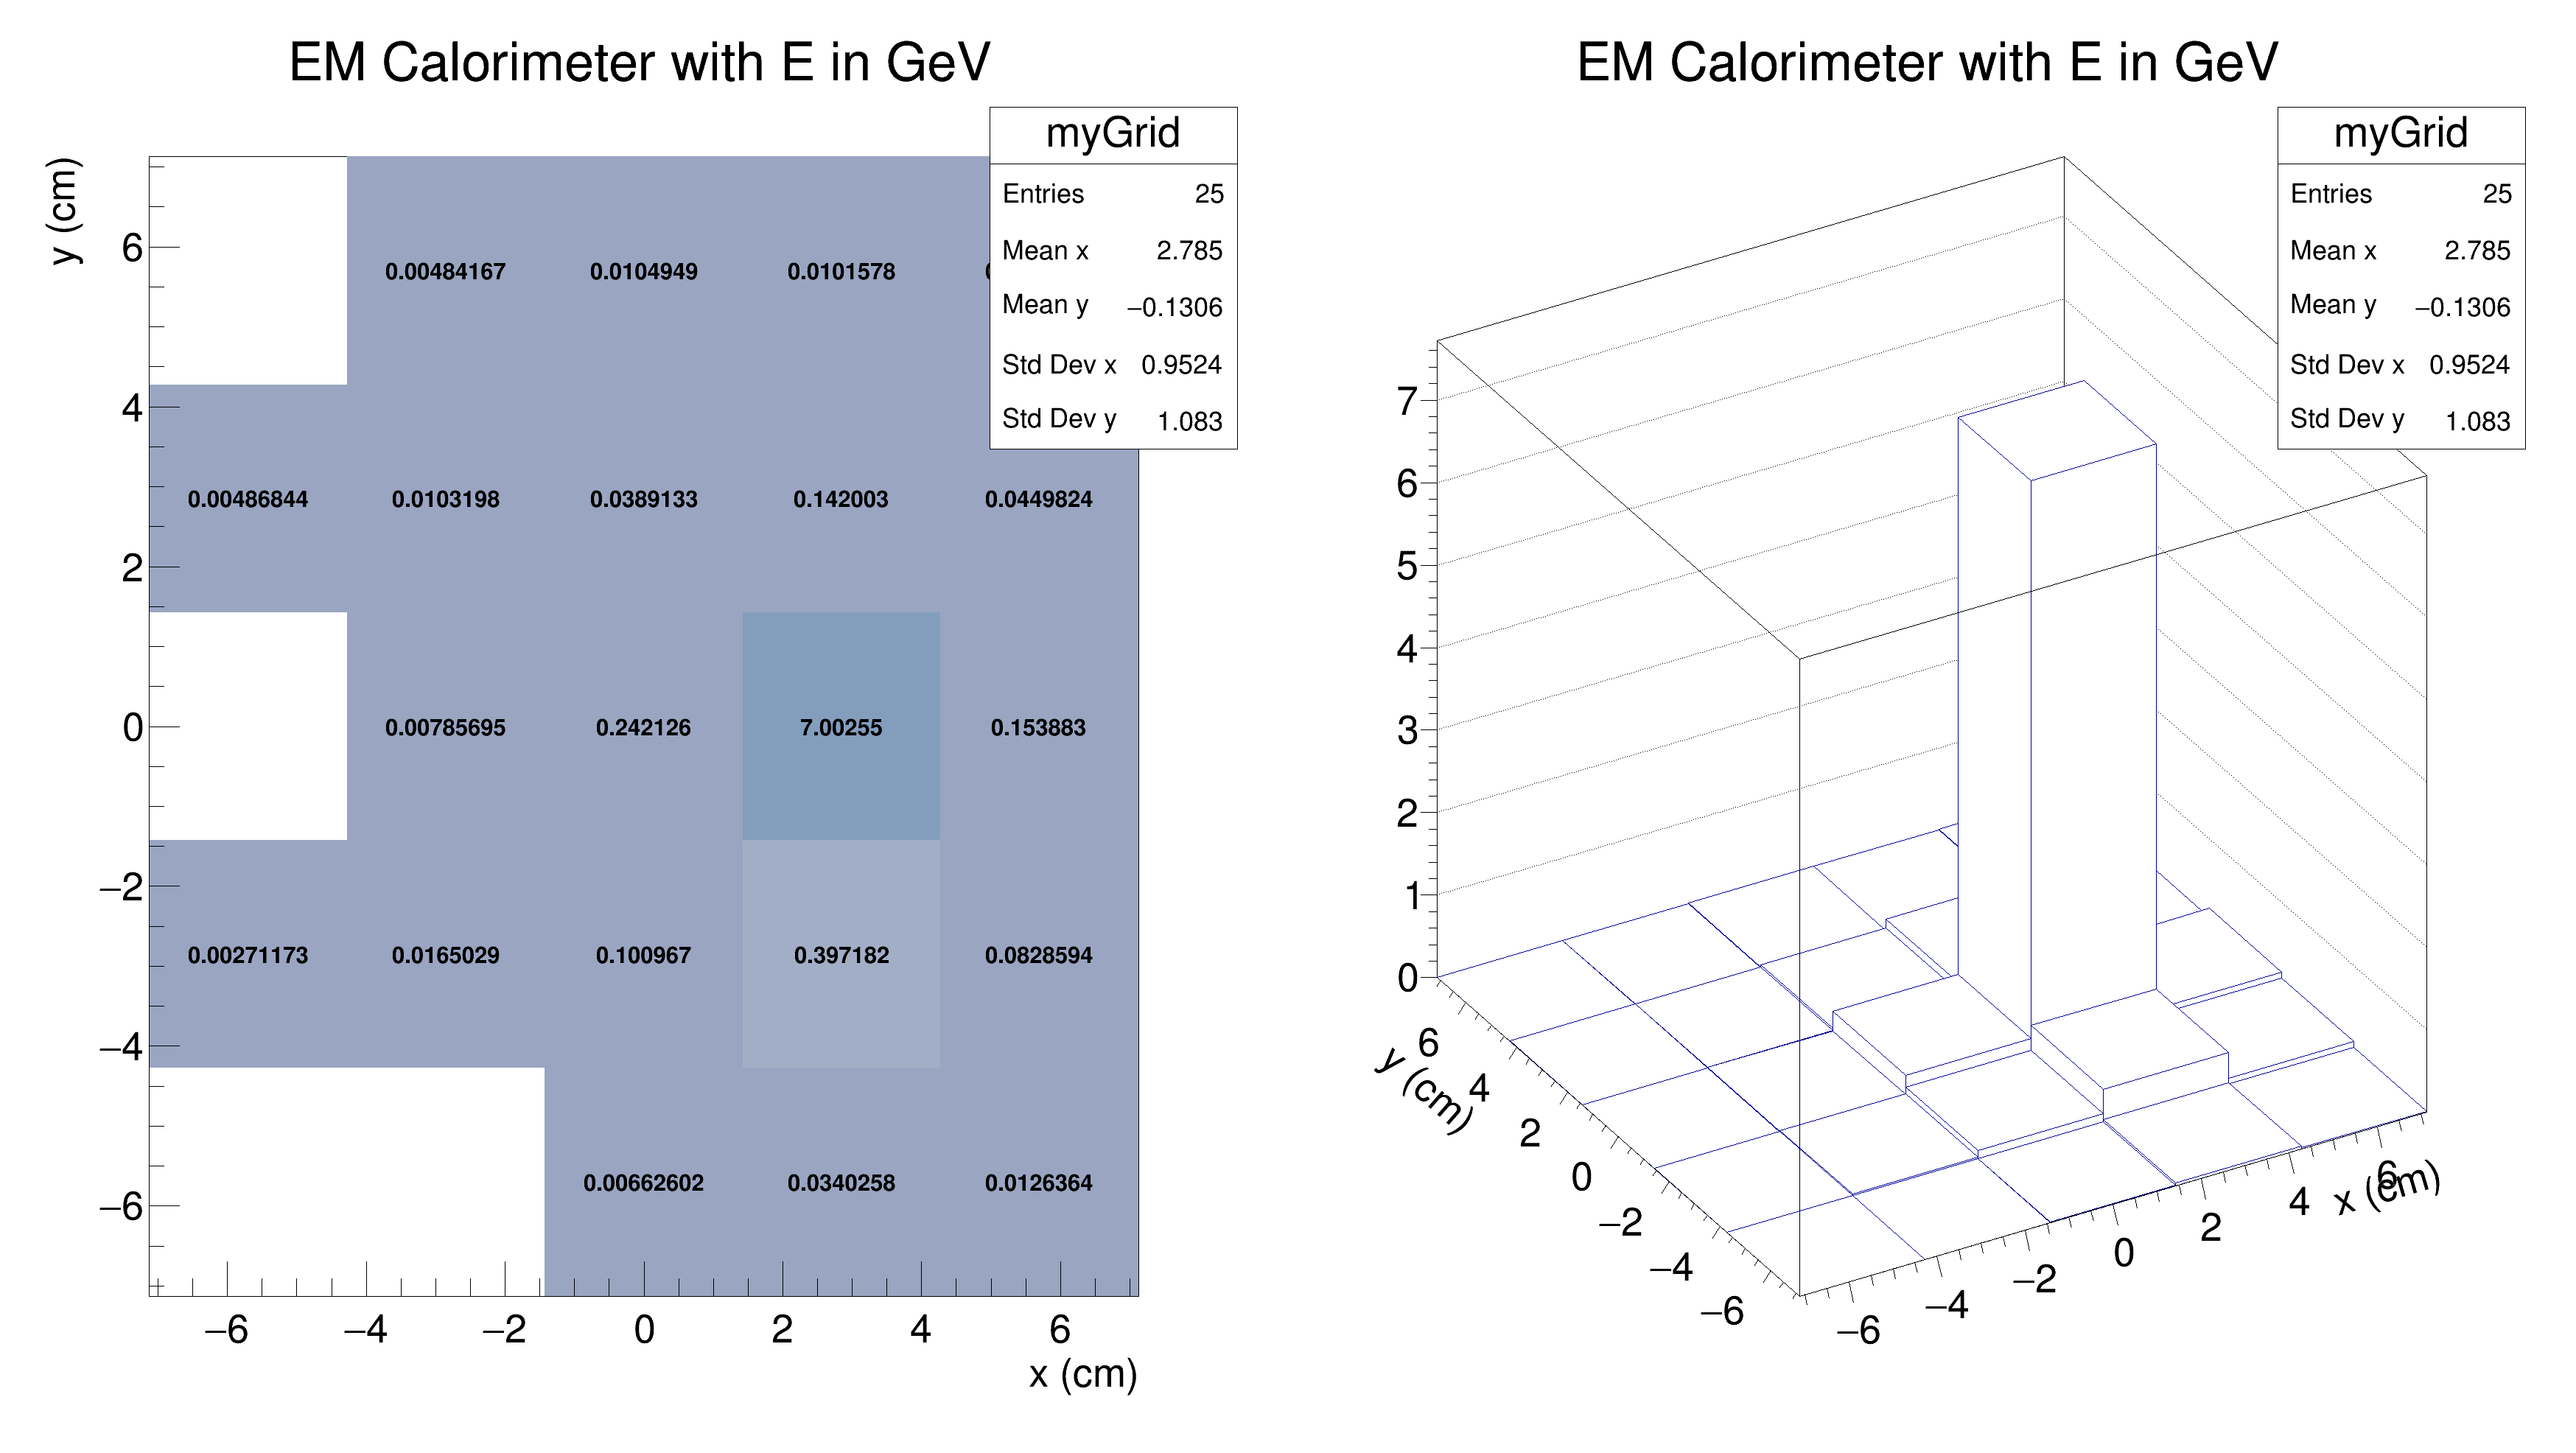 EM Calorimeter with E in GeV
myGrid
Entries 25
Mean x 2.785
Mean y −0.1306
Std Dev x 0.9524
Std Dev y 1.083
y (cm)
6
4
2
0
−2
−4
−6
0.00484167 0.0104949 0.0101578
0.00486844 0.0103198 0.0389133 0.142003 0.0449824
0.00785695 0.242126 7.00255 0.153883
0.00271173 0.0165029 0.100967 0.397182 0.0828594
0.00662602 0.0340258 0.0126364
−6 −4 −2 0 2 4 6
x (cm)
EM Calorimeter with E in GeV
myGrid
Entries 25
Mean x 2.785
Mean y −0.1306
Std Dev x 0.9524
Std Dev y 1.083
7
6
5
4
3
2
1
0
6
4
2
0
−2
−4
−6
y (cm)
−6 −4 −2 0 2 4 6
x (cm)